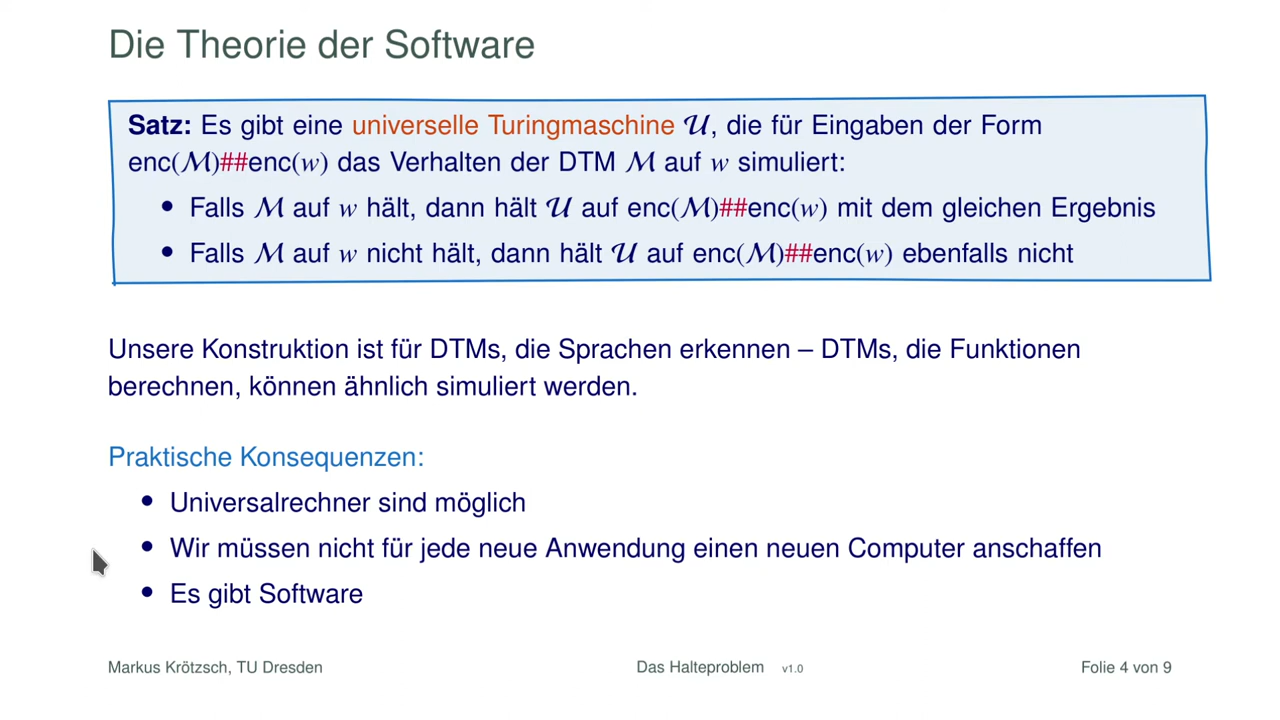 Die Theorie der Software
Satz: Es gibt eine universelle Turingmaschine 𝒰, die für Eingaben der Form
enc(ℳ)##enc(w) das Verhalten der DTM ℳ auf w simuliert:
• Falls ℳ auf w hält, dann hält 𝒰 auf enc(ℳ)##enc(w) mit dem gleichen Ergebnis
• Falls ℳ auf w nicht hält, dann hält 𝒰 auf enc(ℳ)##enc(w) ebenfalls nicht
Unsere Konstruktion ist für DTMs, die Sprachen erkennen – DTMs, die Funktionen
berechnen, können ähnlich simuliert werden.
Praktische Konsequenzen:
• Universalrechner sind möglich
• Wir müssen nicht für jede neue Anwendung einen neuen Computer anschaffen
• Es gibt Software
Markus Krötzsch, TU Dresden Das Halteproblem v1.0 Folie 4 von 9